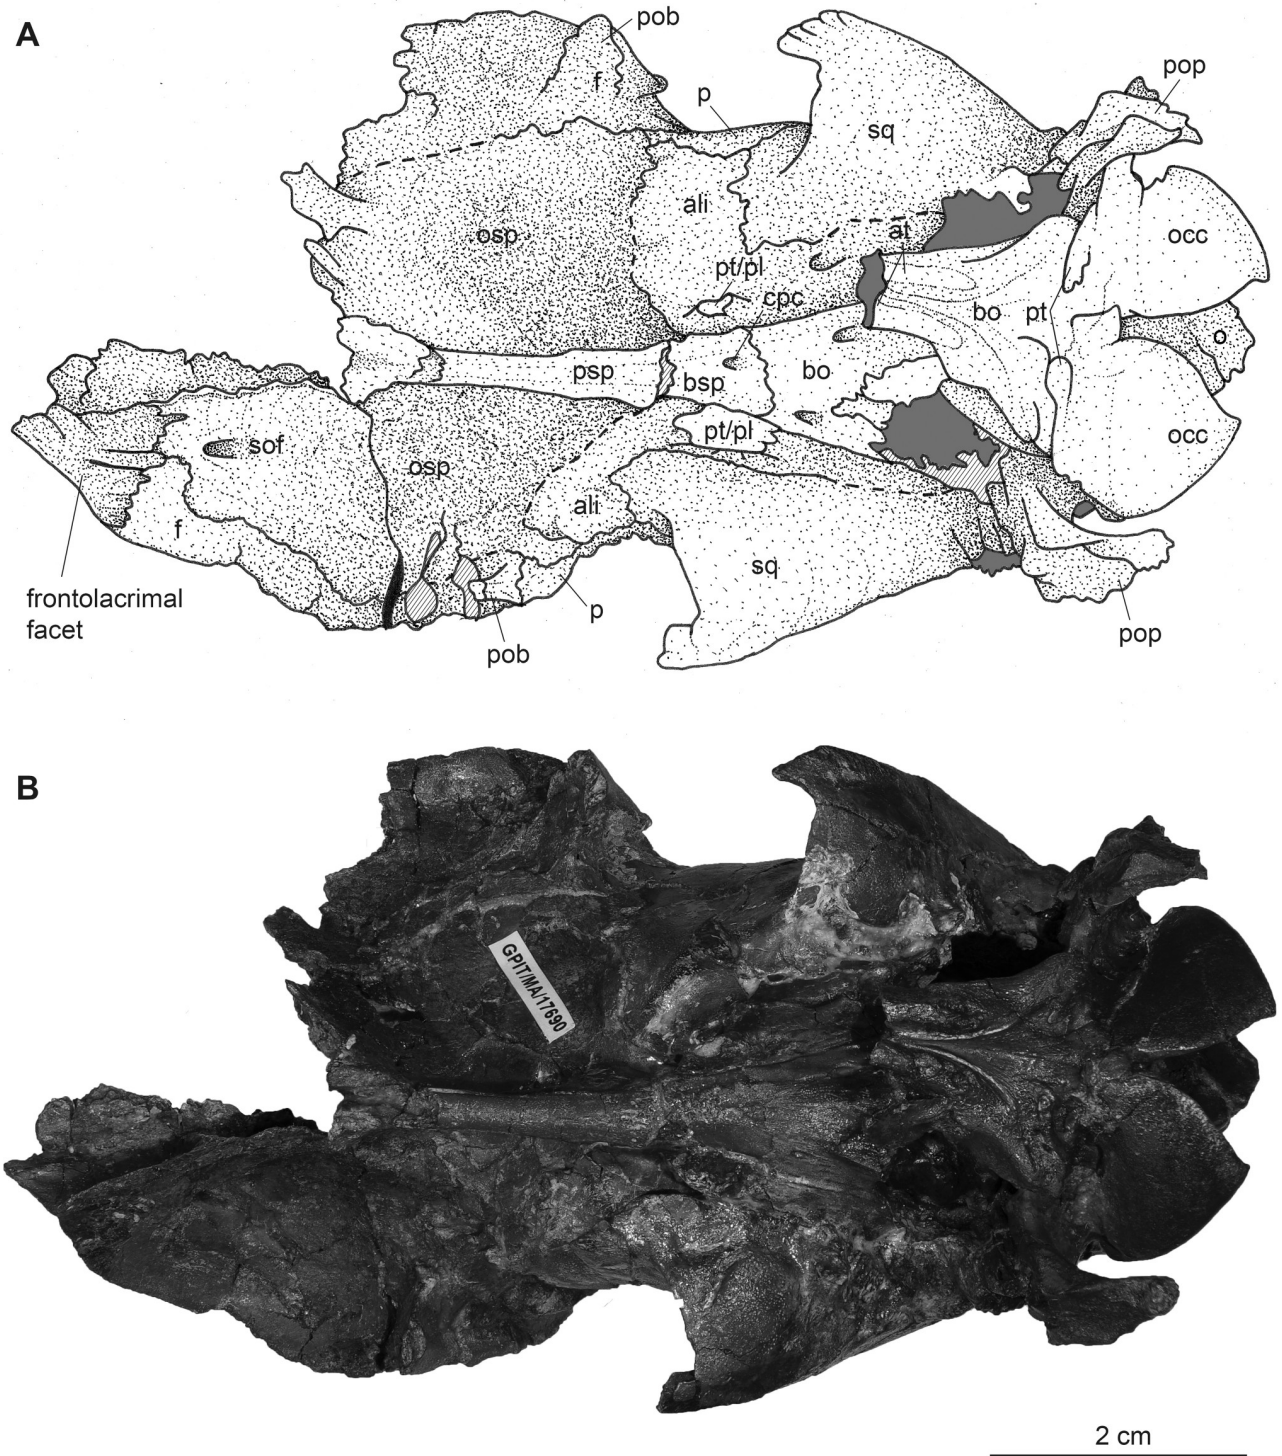 A
pob
f
p
pop
sq
ali
occ
at
osp
pt/pl
cpc
bo
pt
o
psp
bsp
bo
pt/pl
occ
sof
osp
ali
f
sq
frontolacrimal
facet
p
pob
pop
B
GPIT/MA/17690
2 cm